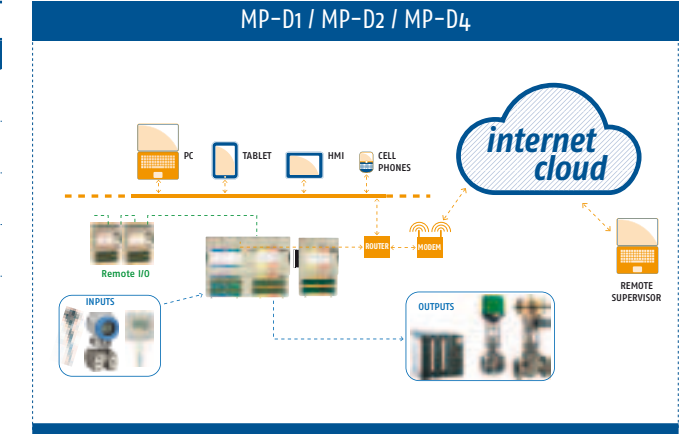 MP-D1 / MP-D2 / MP-D4
internet
cloud
PC
TABLET
HMI
CELL
PHONES
ROUTER
MODEM
Remote I/O
REMOTE
SUPERVISOR
INPUTS
OUTPUTS